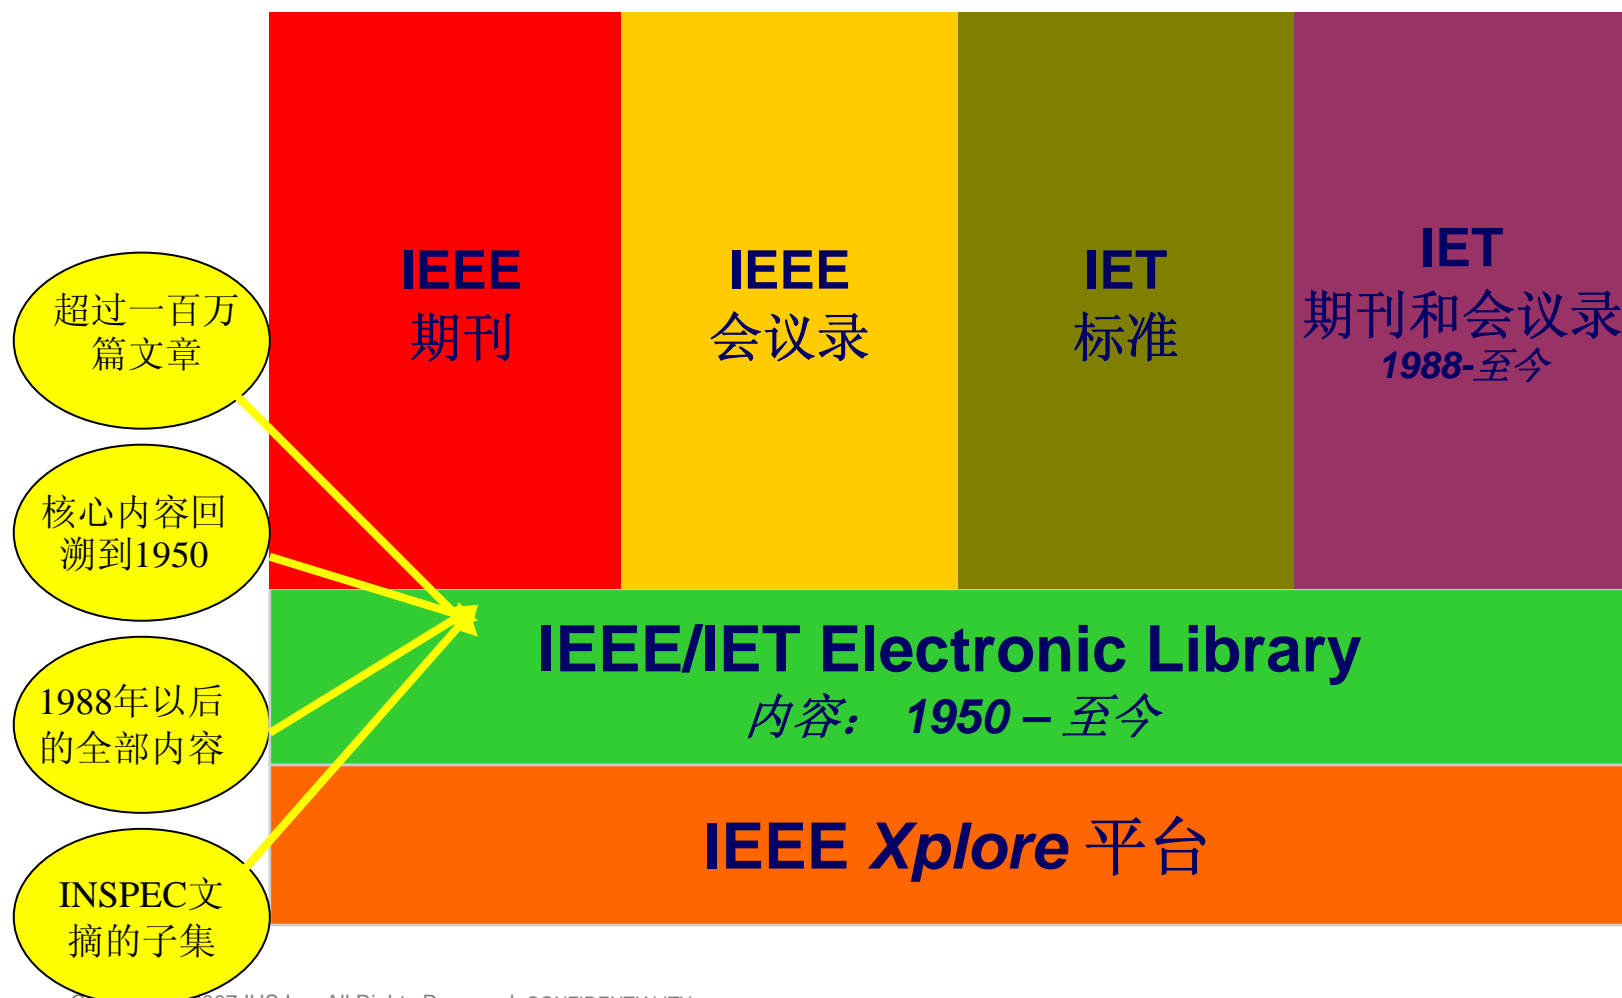 IEEE
期刊
IEEE
会议录
IET
标准
IET
期刊和会议录
1988-至今
超过一百万
篇文章
核心内容回
溯到1950
1988年以后
的全部内容
INSPEC文
摘的子集
IEEE/IET Electronic Library
内容： 1950 – 至今
IEEE Xplore 平台